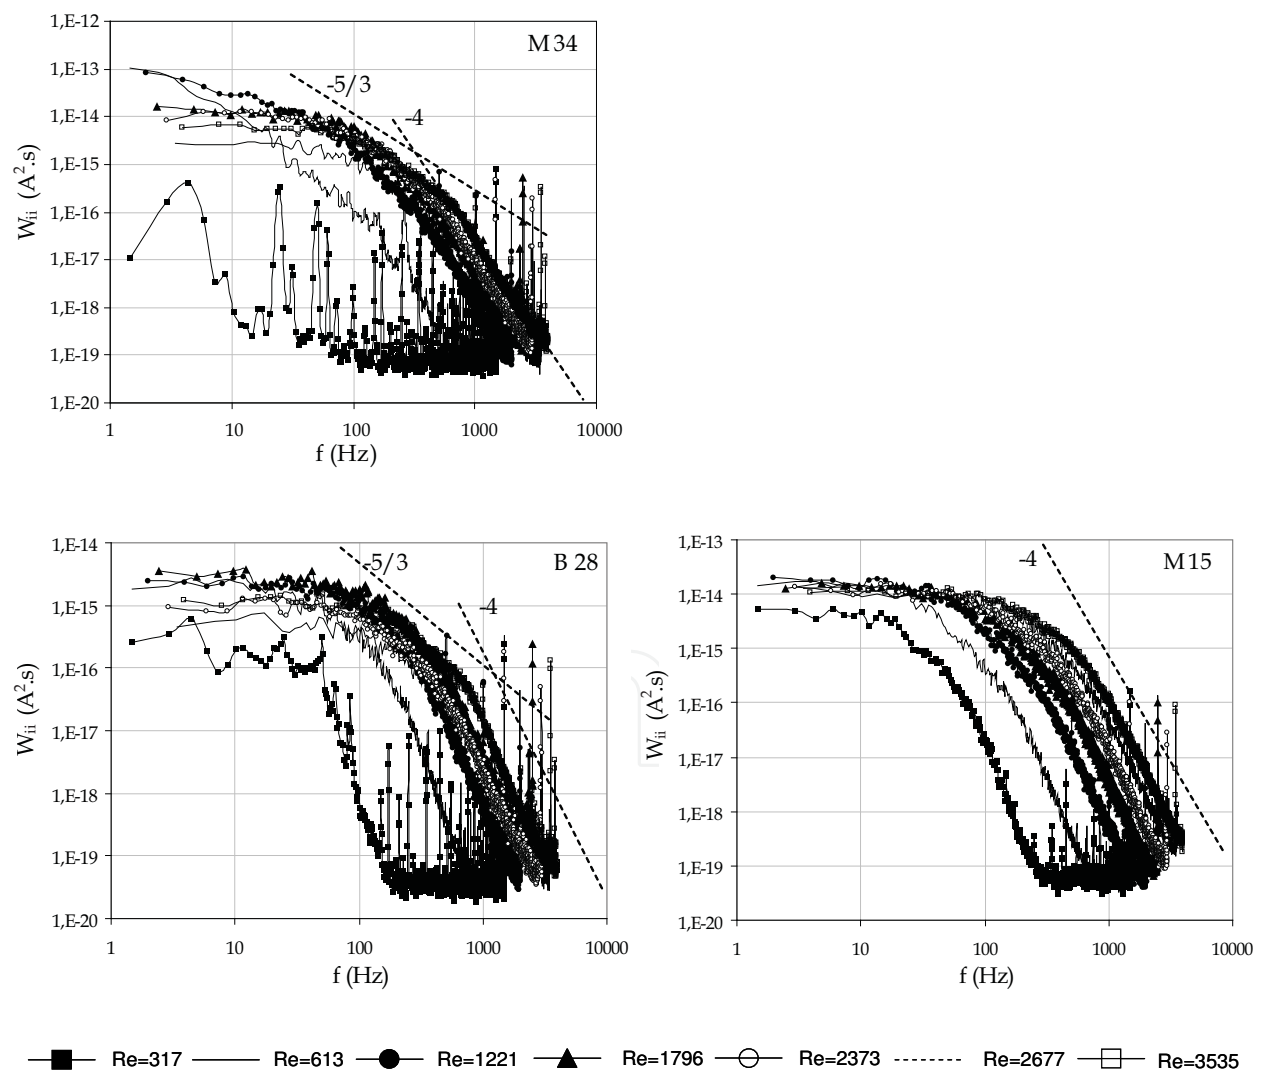 1,E-12
M 34
1,E-13
-5/3
1,E-14
-4
1,E-15
1,E-16
1,E-17
1,E-18
1,E-19
1,E-20
Wii (A2.s)
1 10 100 1000 10000
f (Hz)
1,E-14
-5/3
B 28
1,E-15
-4
1,E-16
1,E-17
1,E-18
1,E-19
1,E-20
Wii (A2.s)
1 10 100 1000 10000
f (Hz)
1,E-13
-4
M 15
1,E-14
1,E-15
1,E-16
1,E-17
1,E-18
1,E-19
1,E-20
Wii (A2.s)
1 10 100 1000 10000
f (Hz)
Re=317 Re=613 Re=1221 Re=1796 Re=2373 Re=2677 Re=3535